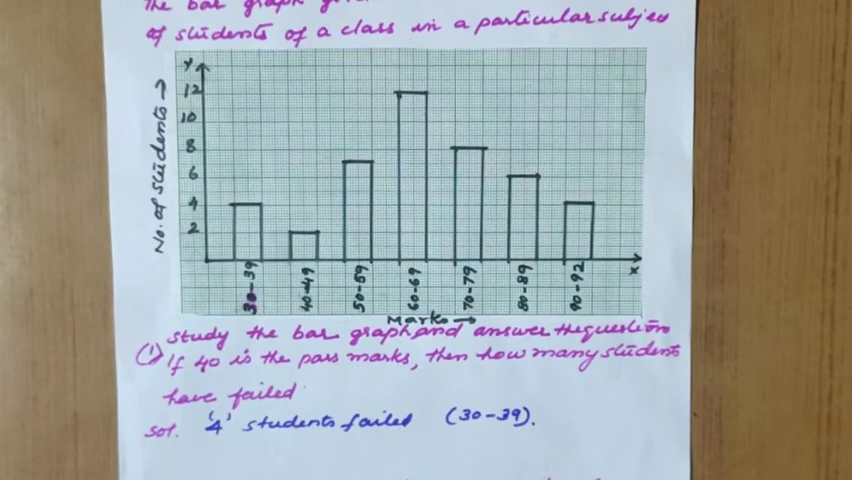 the bar graph
of students of a class in a particular subjec
No. of students →
Y
12
10
8
6
4
2
30-39
40-49
50-59
60-69
70-79
80-89
90-92
x
Marks →
study the bar graph and answer the question
(1) If 40 is the pass marks, then how many students
have failed
sol. '4' students failed (30-39).